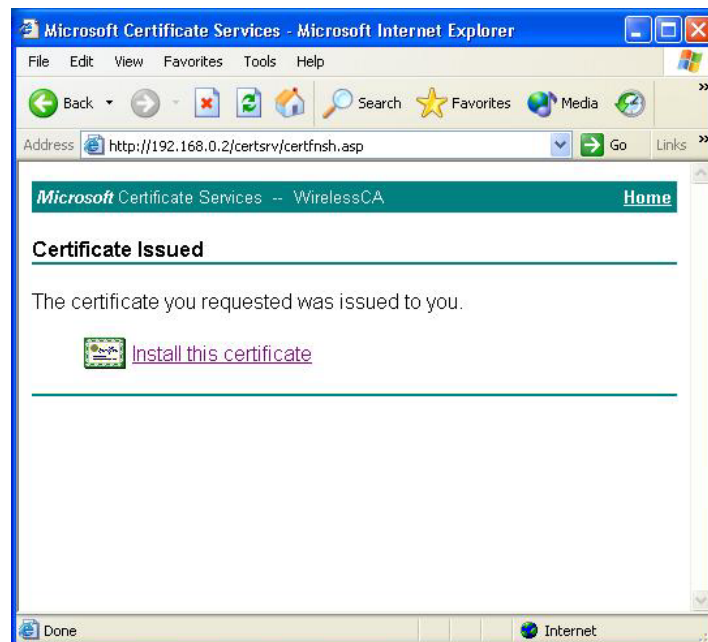 Microsoft Certificate Services - Microsoft Internet Explorer
File Edit View Favorites Tools Help
Back Search Favorites Media
Address http://192.168.0.2/certsrv/certfnsh.asp Go Links
Microsoft Certificate Services -- WirelessCA Home
Certificate Issued
The certificate you requested was issued to you.
Install this certificate
Done Internet